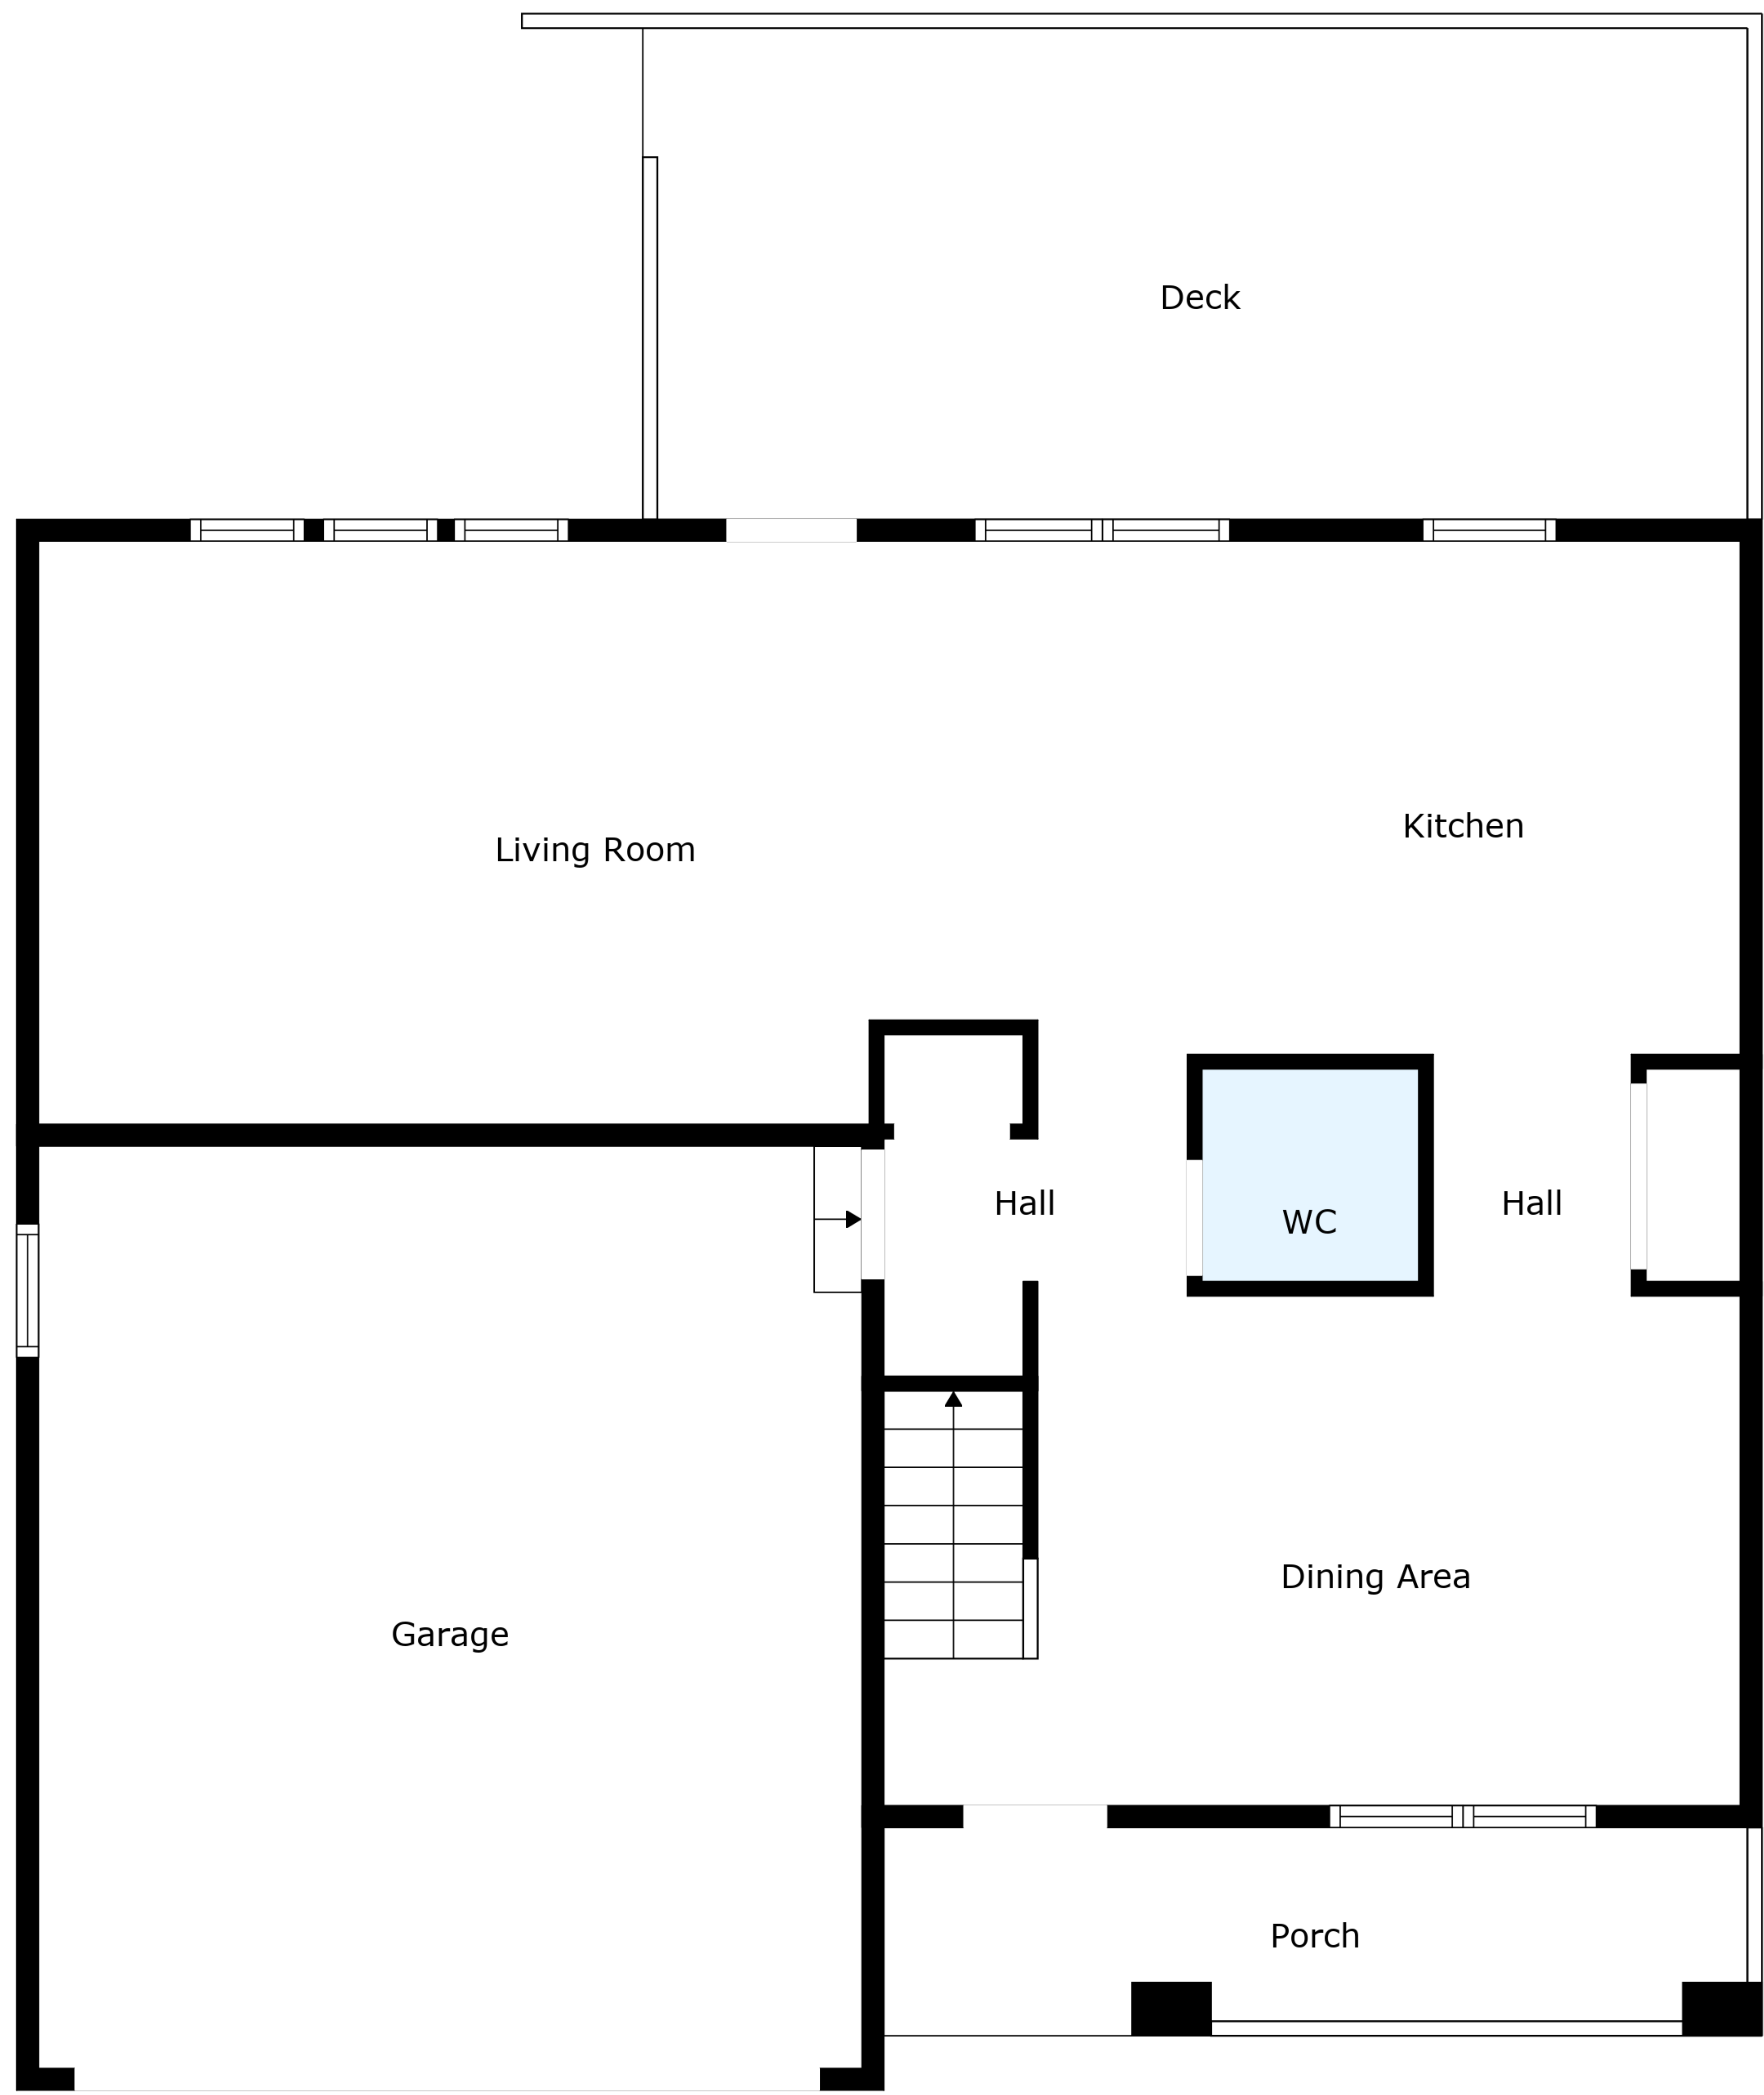 Deck
Living Room
Kitchen
Hall
WC
Hall
Dining Area
Garage
Porch